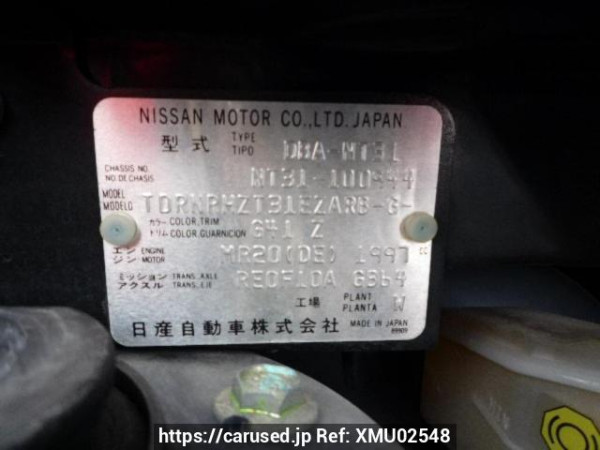 NISSAN MOTOR CO.,LTD.JAPAN
型式 TYPE TIPO DBA-NT31
CHASSIS NO. NO.DE CHASIS NT31-100444
MODEL MODELO
カラー COLOR,TRIM トリム COLOR,GUARNICION G41 Z
エンジン ENGINE MOTOR MR20(DE) 1997 CC
ミッション アクスル TRANS. AXLE TRANS. EJE RE0F10A GB64
工場 PLANT PLANTA W
日産自動車株式会社 MADE IN JAPAN
https://carused.jp Ref: XMU02548